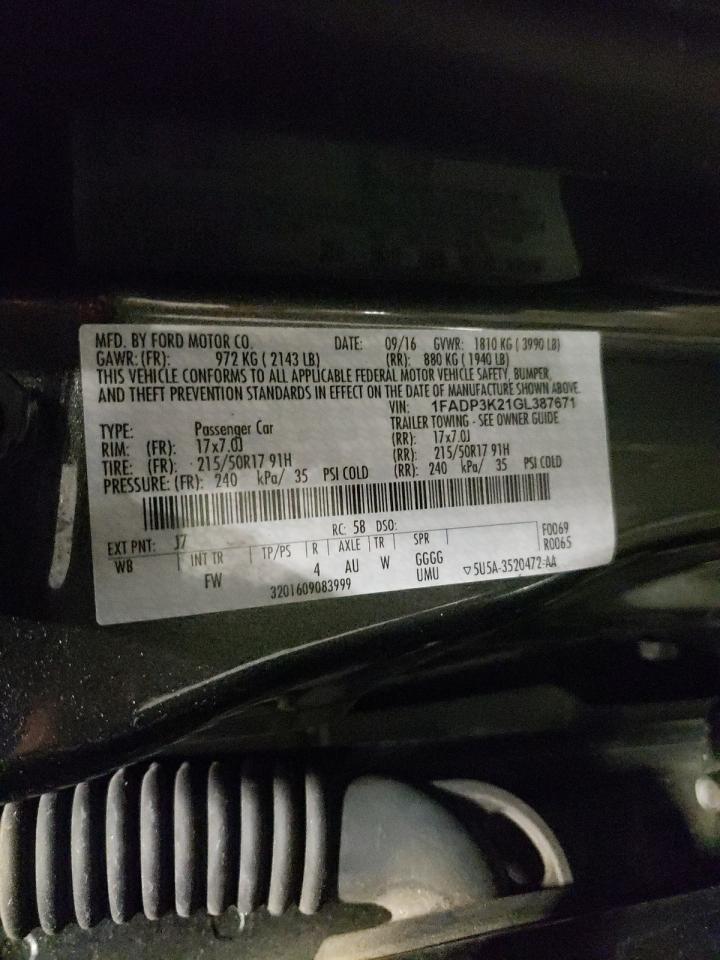 MFD. BY FORD MOTOR CO. DATE: 09/16 GVWR: 1810 KG ( 3990 LB)
GAWR: (FR): 972 KG ( 2143 LB) (RR): 880 KG ( 1940 LB)
THIS VEHICLE CONFORMS TO ALL APPLICABLE FEDERAL MOTOR VEHICLE SAFETY, BUMPER,
AND THEFT PREVENTION STANDARDS IN EFFECT ON THE DATE OF MANUFACTURE SHOWN ABOVE.
VIN: 1FADP3K21GL387671
TYPE: Passenger Car TRAILER TOWING - SEE OWNER GUIDE
RIM: (FR): 17x7.0J (RR): 17x7.0J
TIRE: (FR): 215/50R17 91H (RR): 215/50R17 91H
PRESSURE: (FR): 240 kPa/ 35 PSI COLD (RR): 240 kPa/ 35 PSI COLD
EXT PNT: J7 RC: 58 DSO: F0069
WB INT TR TP/PS R AXLE TR SPR R0065
FW 4 AU W GGGG
UMU
3201609083999 ▽5U5A-3520472-AA